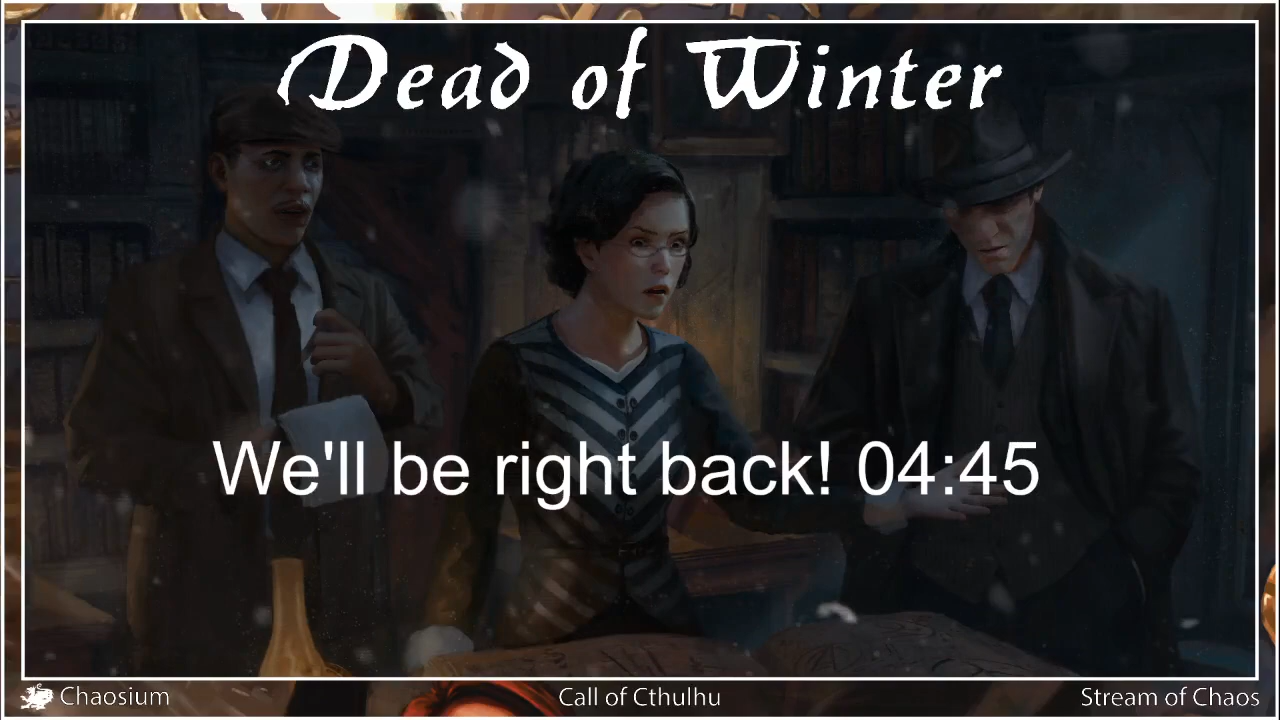 Dead of Winter
We'll be right back! 04:45
Chaosium
Call of Cthulhu
Stream of Chaos